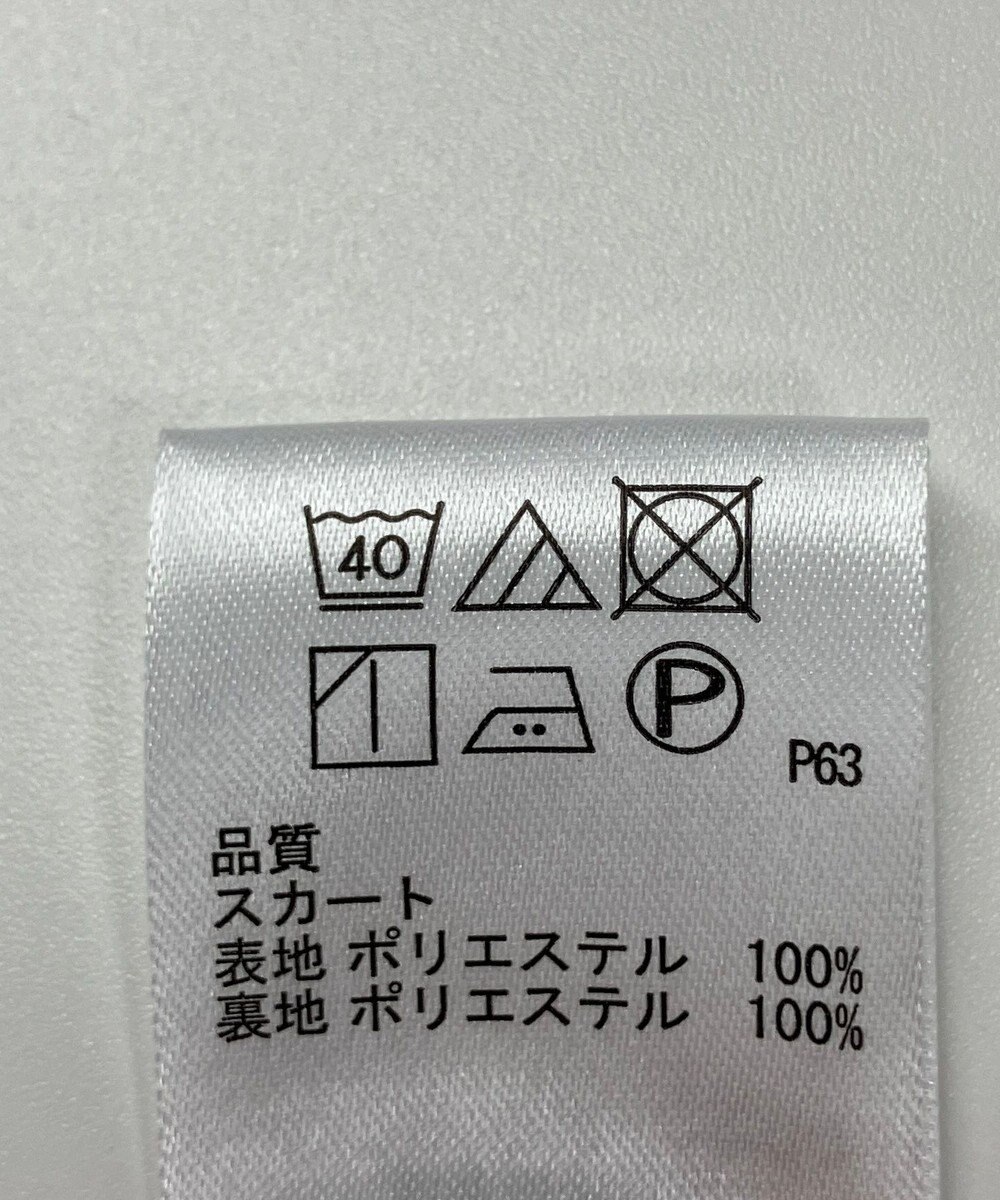 40
P
P63
品質
スカート
表地 ポリエステル 100%
裏地 ポリエステル 100%